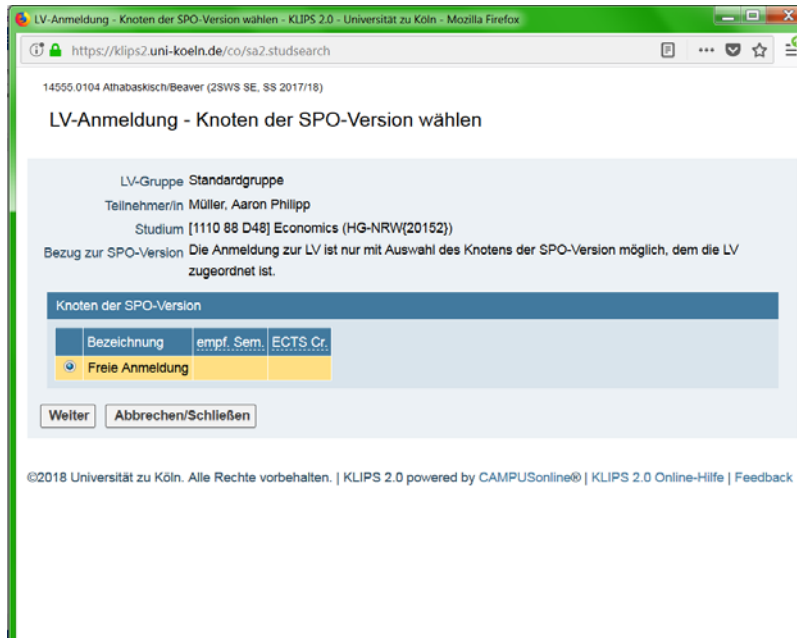 LV-Anmeldung - Knoten der SPO-Version wählen - KLIPS 2.0 - Universität zu Köln - Mozilla Firefox
https://klips2.uni-koeln.de/co/sa2.studsearch
14555.0104 Athabaskisch/Beaver (2SWS SE, SS 2017/18)
LV-Anmeldung - Knoten der SPO-Version wählen
LV-Gruppe Standardgruppe
Teilnehmer/in Müller, Aaron Philipp
Studium [1110 88 D48] Economics (HG-NRW{20152})
Bezug zur SPO-Version Die Anmeldung zur LV ist nur mit Auswahl des Knotens der SPO-Version möglich, dem die LV
zugeordnet ist.
Knoten der SPO-Version
Bezeichnung empf. Sem. ECTS Cr.
Freie Anmeldung
Weiter Abbrechen/Schließen
©2018 Universität zu Köln. Alle Rechte vorbehalten. | KLIPS 2.0 powered by CAMPUSonline® | KLIPS 2.0 Online-Hilfe | Feedback